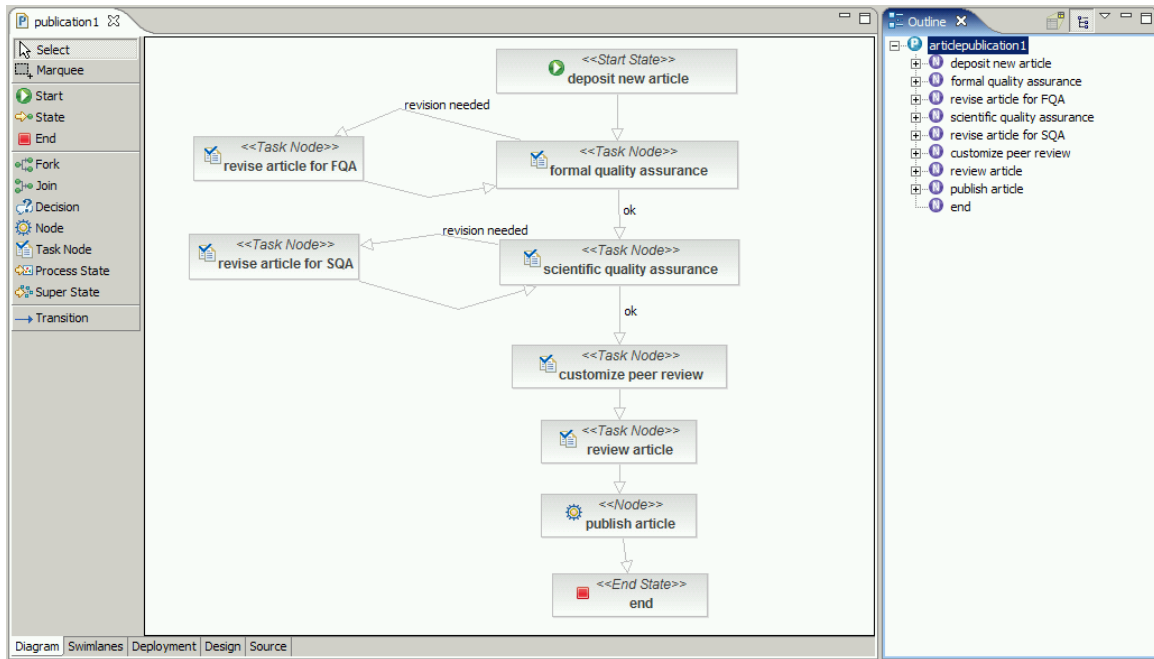 publication1
Outline
Select
Marquee
Start
State
End
Fork
Join
Decision
Node
Task Node
Process State
Super State
Transition
<<Start State>>
deposit new article
revision needed
<<Task Node>>
revise article for FQA
<<Task Node>>
formal quality assurance
ok
revision needed
<<Task Node>>
revise article for SQA
<<Task Node>>
scientific quality assurance
ok
<<Task Node>>
customize peer review
<<Task Node>>
review article
<<Node>>
publish article
<<End State>>
end
Diagram Swimlanes Deployment Design Source
articlepublication1
deposit new article
formal quality assurance
revise article for FQA
scientific quality assurance
revise article for SQA
customize peer review
review article
publish article
end